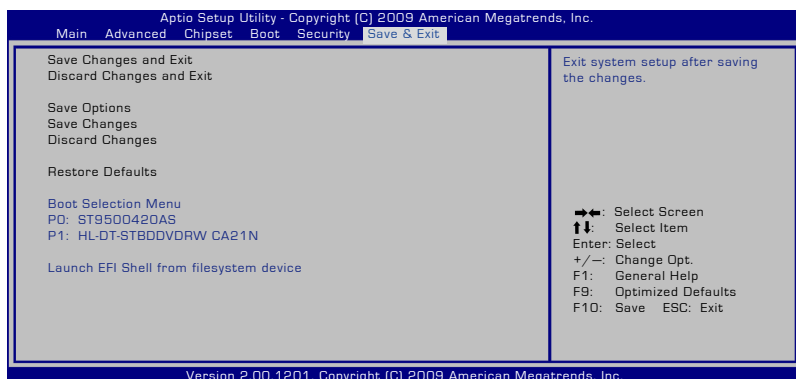 Aptio Setup Utility - Copyright (C) 2009 American Megatrends, Inc.
Main Advanced Chipset Boot Security Save & Exit
Save Changes and Exit
Discard Changes and Exit
Save Options
Save Changes
Discard Changes
Restore Defaults
Boot Selection Menu
P0: ST9500420AS
P1: HL-DT-STBDDVDRW CA21N
Launch EFI Shell from filesystem device
Exit system setup after saving
the changes.
→←: Select Screen
↑↓: Select Item
Enter: Select
+/—: Change Opt.
F1: General Help
F9: Optimized Defaults
F10: Save ESC: Exit
Version 2.00.1201. Copyright (C) 2009 American Megatrends, Inc.